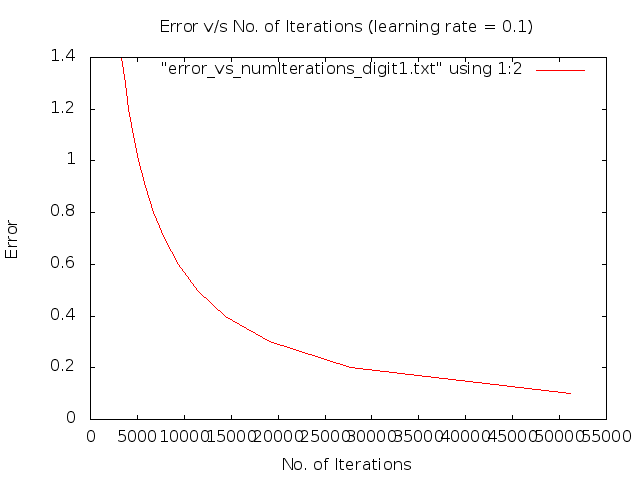 Error v/s No. of Iterations (learning rate = 0.1)
"error_vs_numIterations_digit1.txt" using 1:2
1.4
1.2
1
0.8
0.6
0.4
0.2
0
Error
0 5000 10000 15000 20000 25000 30000 35000 40000 45000 50000 55000
No. of Iterations